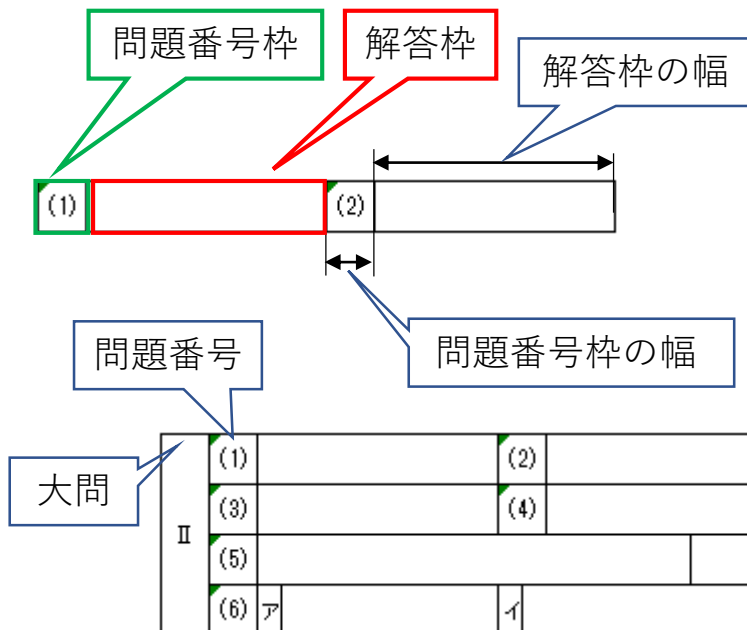 問題番号枠
解答枠
解答枠の幅
(1)
(2)
問題番号枠の幅
問題番号
大問
Ⅱ
(1)
(2)
(3)
(4)
(5)
(6) ア イ